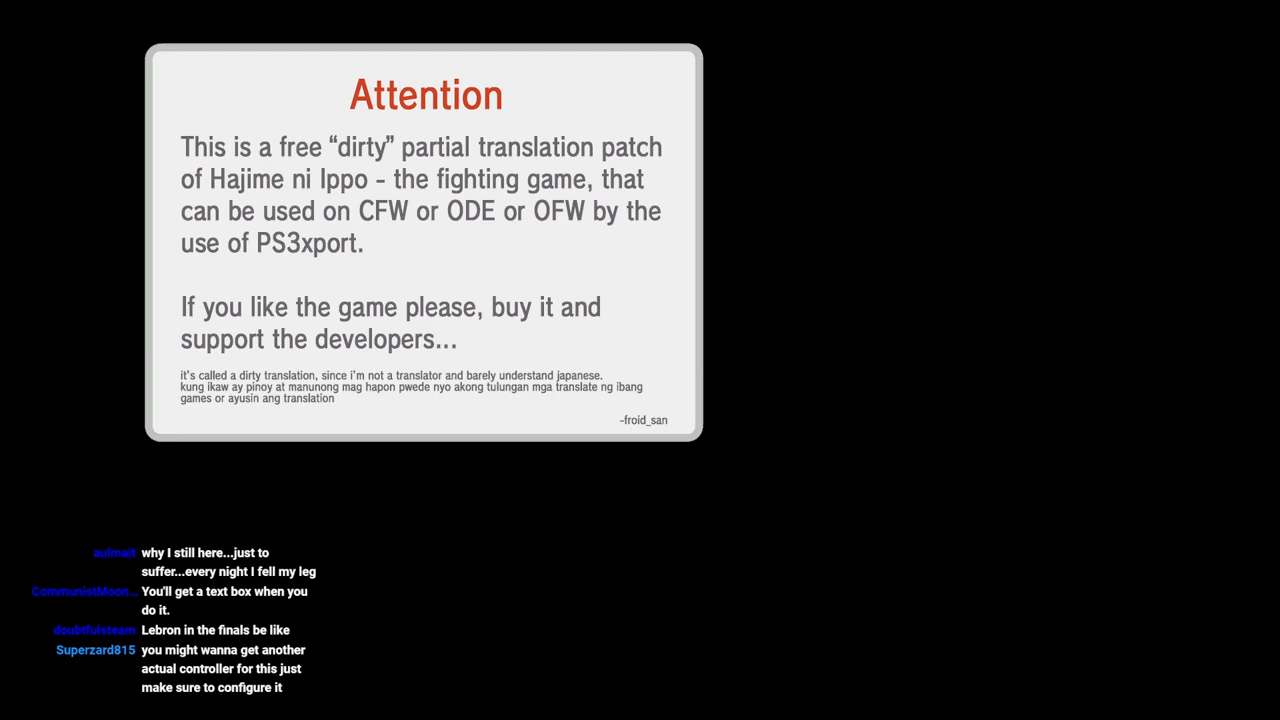 Attention
This is a free “dirty” partial translation patch
of Hajime ni Ippo - the fighting game, that
can be used on CFW or ODE or OFW by the
use of PS3xport.
If you like the game please, buy it and
support the developers...
it's called a dirty translation, since i'm not a translator and barely understand japanese.
kung ikaw ay pinoy at manunong mag hapon pwede nyo akong tulungan mga translate ng ibang
games or ayusin ang translation
-froid_san
aulmait why I still here...just to
suffer...every night I fell my leg
CommunistMoon... You'll get a text box when you
do it.
doubtfulsteam Lebron in the finals be like
Superzard815 you might wanna get another
actual controller for this just
make sure to configure it